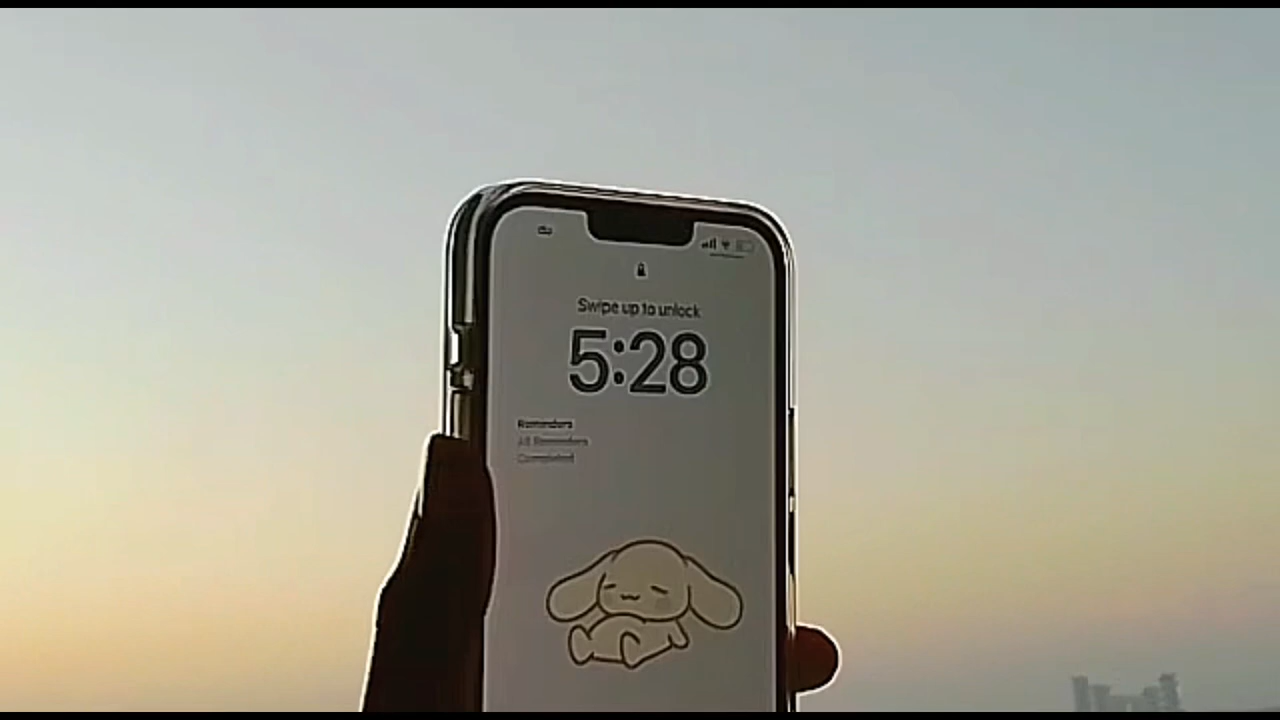 Swipe up to unlock
5:28
Reminders
All Reminders
Completed